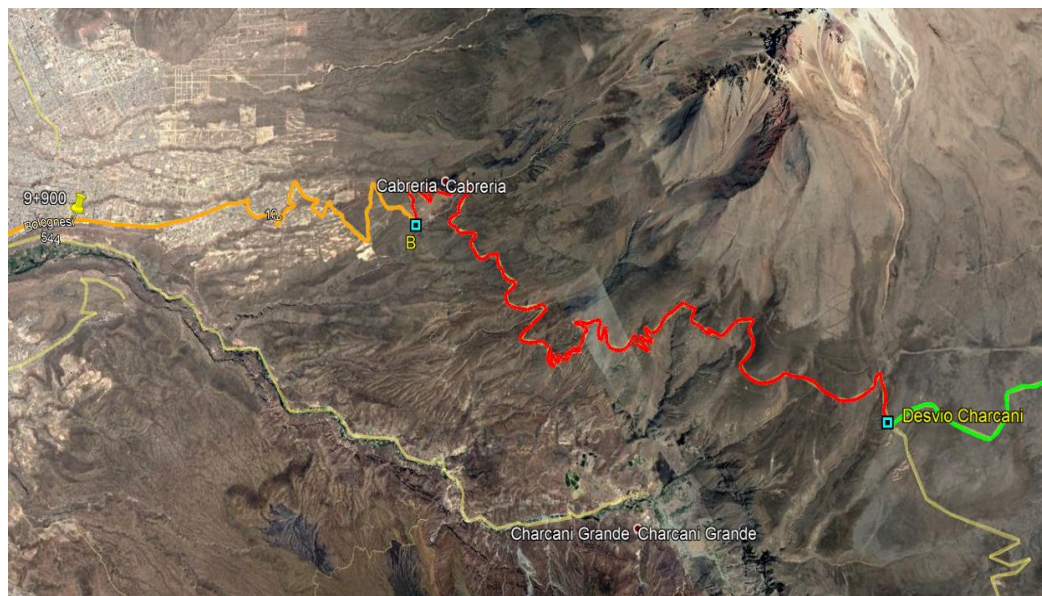 Cabreria Cabreria
9+900
Bolognesi
544
B
Desvio Charcani
Charcani Grande Charcani Grande